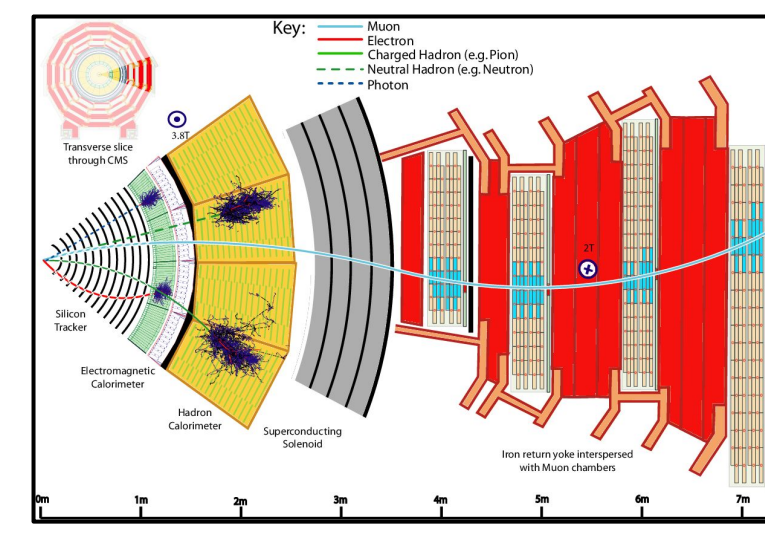 Key:
Muon
Electron
Charged Hadron (e.g. Pion)
Neutral Hadron (e.g. Neutron)
Photon
Transverse slice
through CMS
3.8T
2T
Silicon
Tracker
Electromagnetic
Calorimeter
Hadron
Calorimeter
Superconducting
Solenoid
Iron return yoke interspersed
with Muon chambers
0m 1m 2m 3m 4m 5m 6m 7m